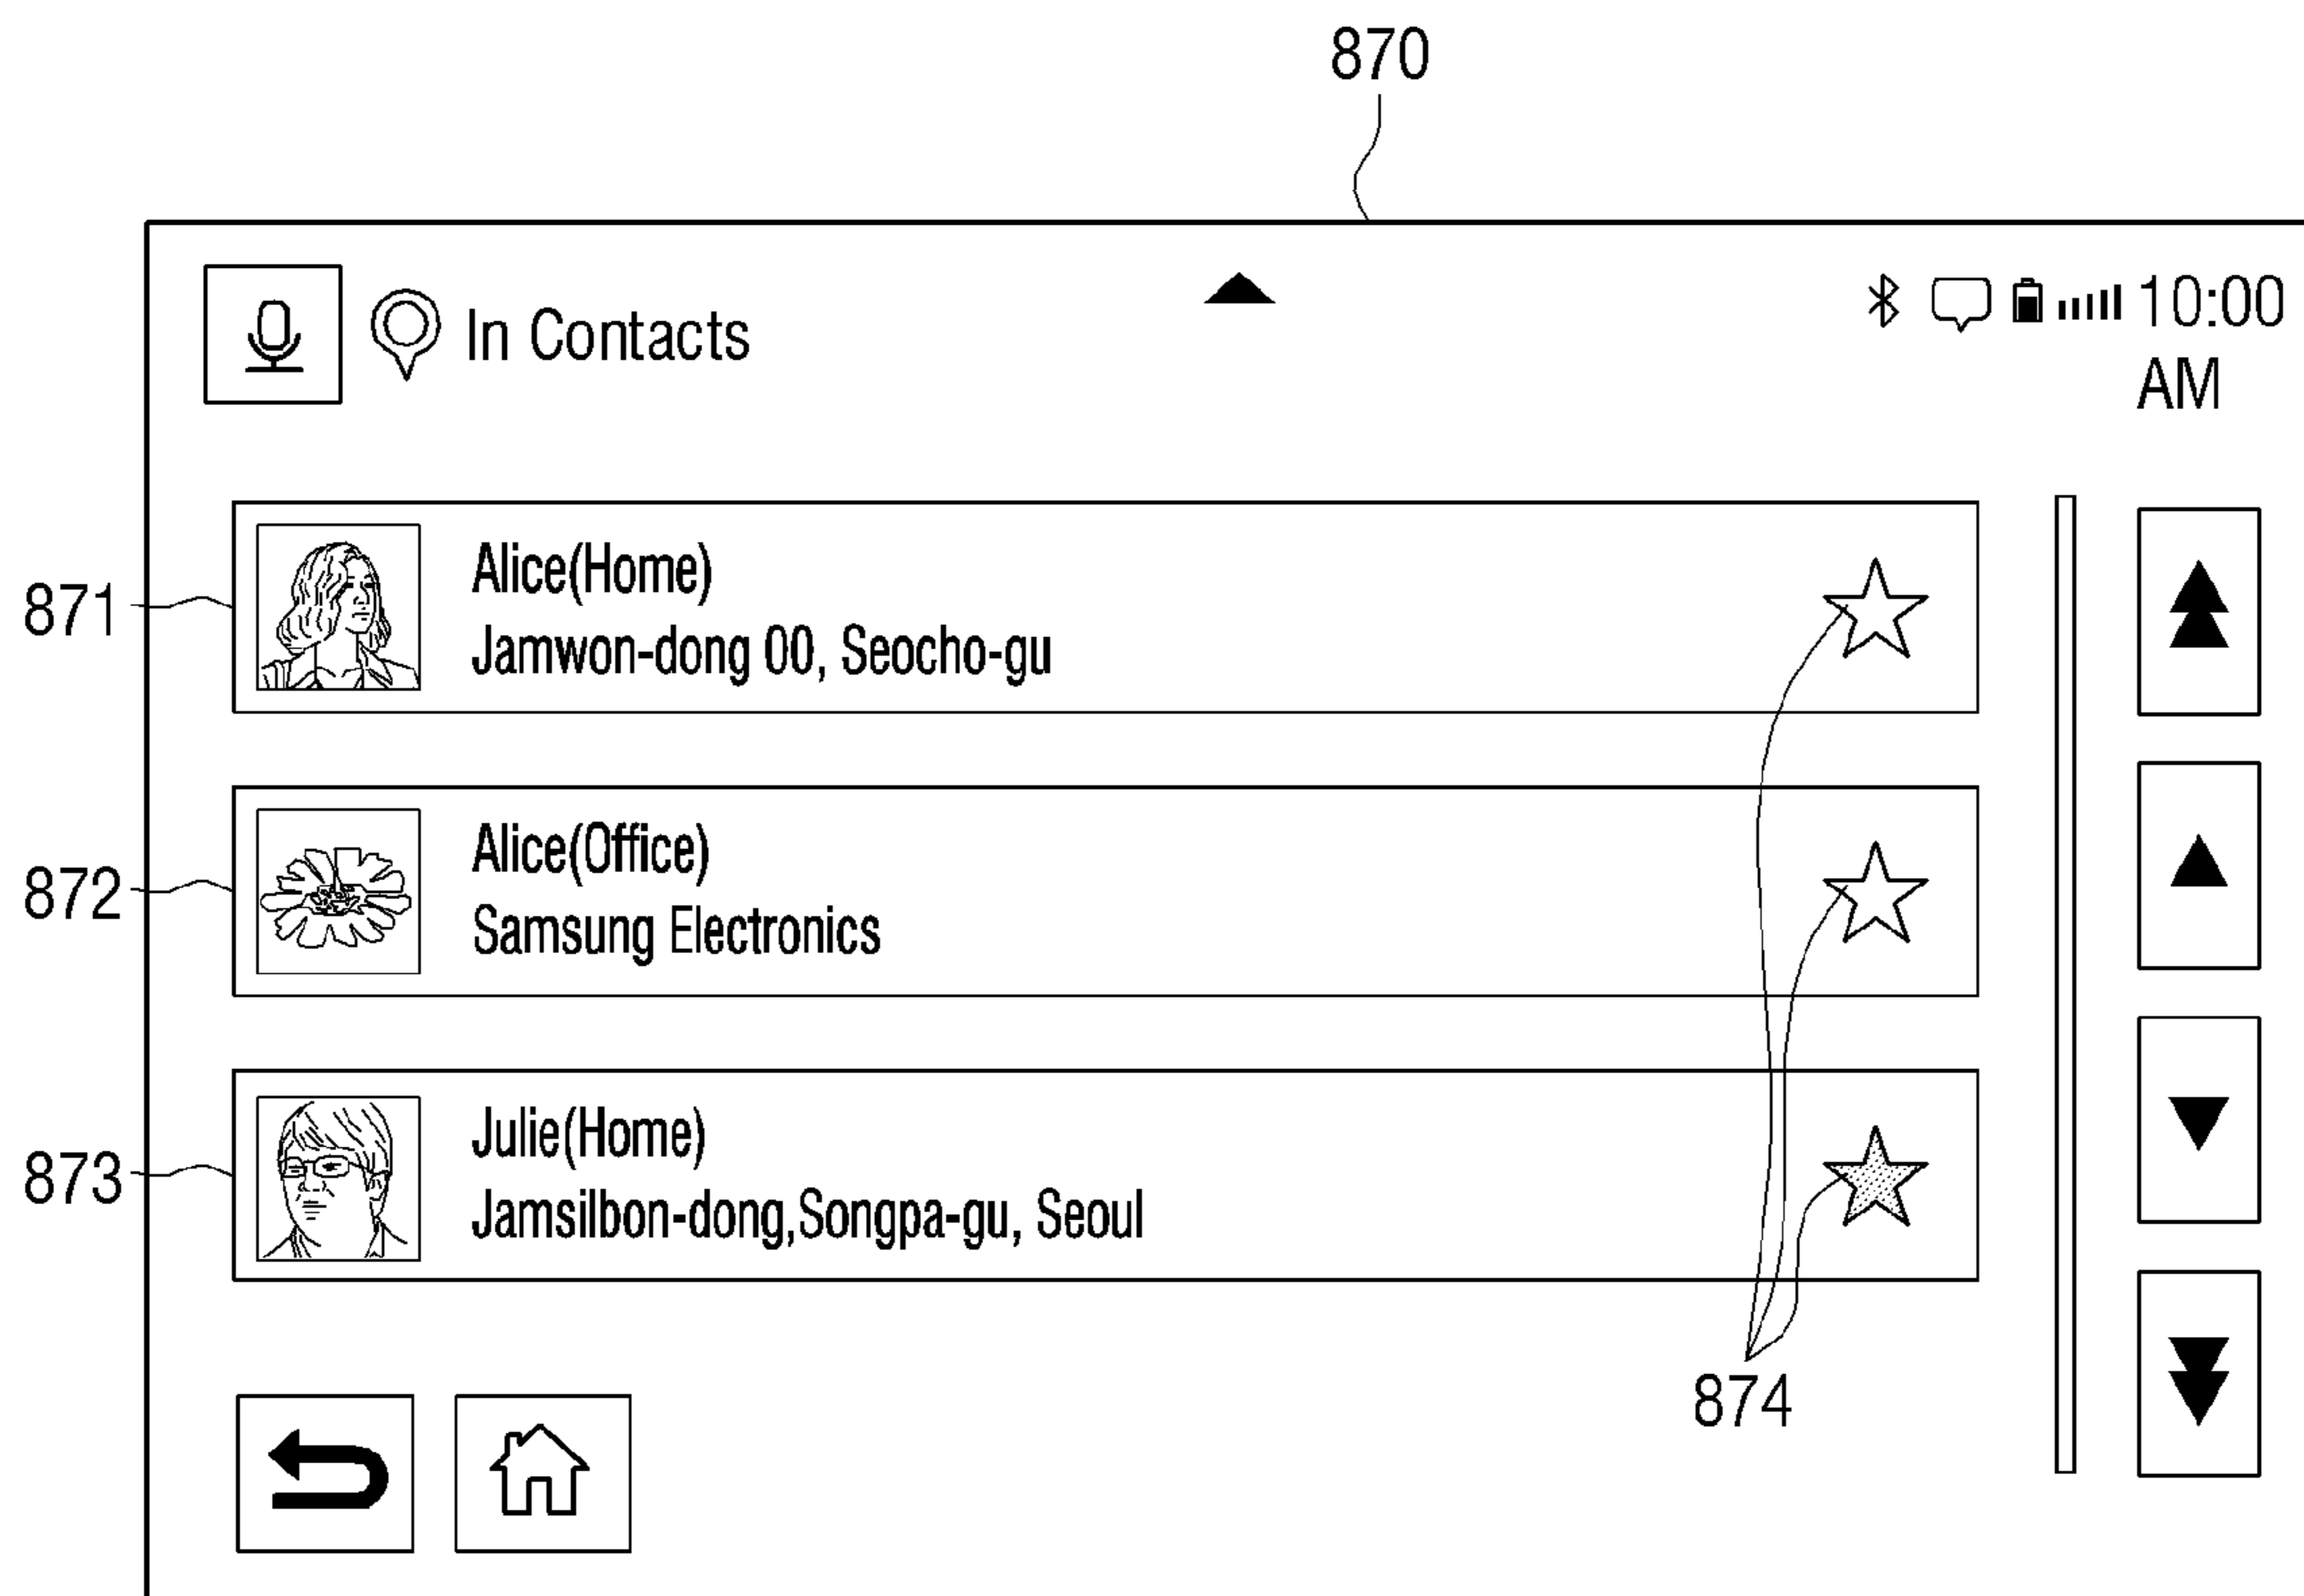 870
In Contacts
10:00
AM
871
Alice(Home)
Jamwon-dong 00, Seocho-gu
872
Alice(Office)
Samsung Electronics
873
Julie(Home)
Jamsilbon-dong,Songpa-gu, Seoul
874